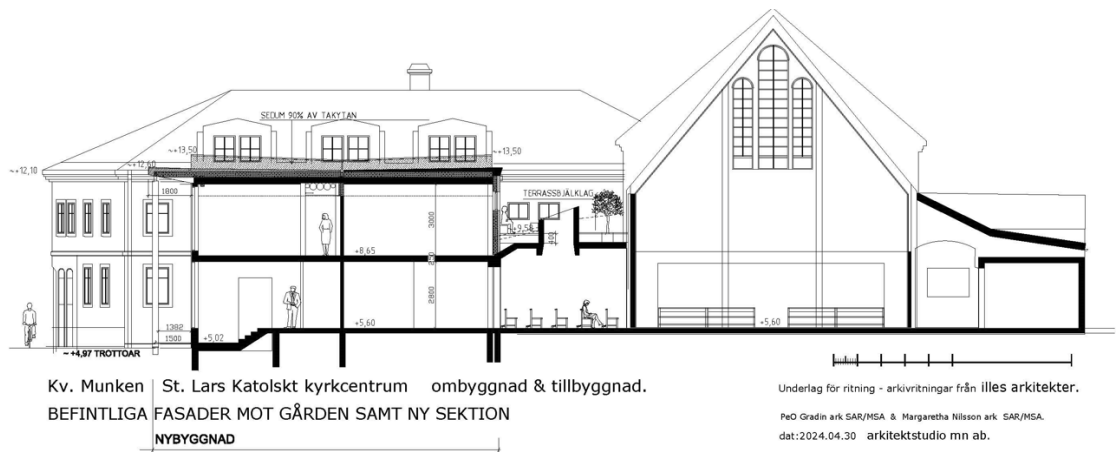 SEDUM 90% AV TAKYTAN
~+13,50
~+13,50
~+12,60
~+12,10
1800
TERRASSBJÄLKLAG
3000
+9,58
400
+8,65
2800
1382
+5,02
+5,60
+5,60
1500
~ +4,97 TROTTOAR
Kv. Munken St. Lars Katolskt kyrkcentrum ombyggnad & tillbyggnad.
BEFINTLIGA FASADER MOT GÅRDEN SAMT NY SEKTION
NYBYGGNAD
Underlag för ritning - arkivritningar från illes arkitekter.
PeO Gradin ark SAR/MSA & Margaretha Nilsson ark SAR/MSA.
dat:2024.04.30 arkitektstudio mn ab.